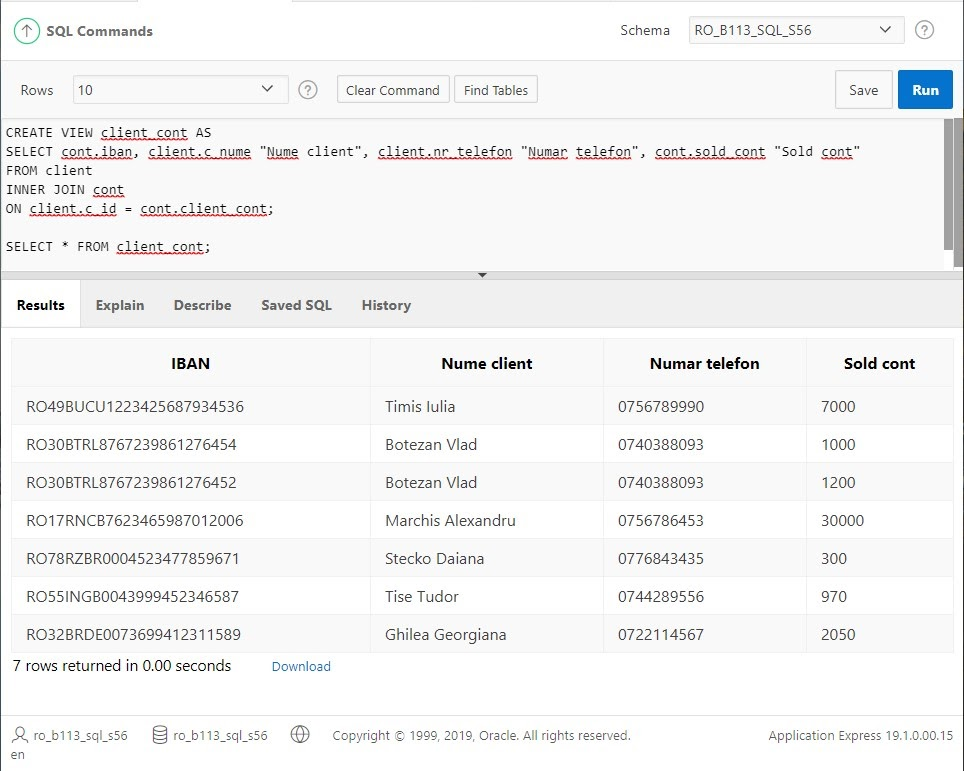 SQL Commands
Schema RO_B113_SQL_S56
Rows 10 Clear Command Find Tables Save Run
CREATE VIEW client_cont AS
SELECT cont.iban, client.c_nume "Nume client", client.nr_telefon "Numar telefon", cont.sold_cont "Sold cont"
FROM client
INNER JOIN cont
ON client.c_id = cont.client_cont;
SELECT * FROM client_cont;
Results Explain Describe Saved SQL History
IBAN Nume client Numar telefon Sold cont
RO49BUCU1223425687934536 Timis Iulia 0756789990 7000
RO30BTRL8767239861276454 Botezan Vlad 0740388093 1000
RO30BTRL8767239861276452 Botezan Vlad 0740388093 1200
RO17RNCB7623465987012006 Marchis Alexandru 0756786453 30000
RO78RZBR0004523477859671 Stecko Daiana 0776843435 300
RO55INGB0043999452346587 Tise Tudor 0744289556 970
RO32BRDE0073699412311589 Ghilea Georgiana 0722114567 2050
7 rows returned in 0.00 seconds Download
ro_b113_sql_s56 ro_b113_sql_s56 Copyright © 1999, 2019, Oracle. All rights reserved. Application Express 19.1.0.00.15
en